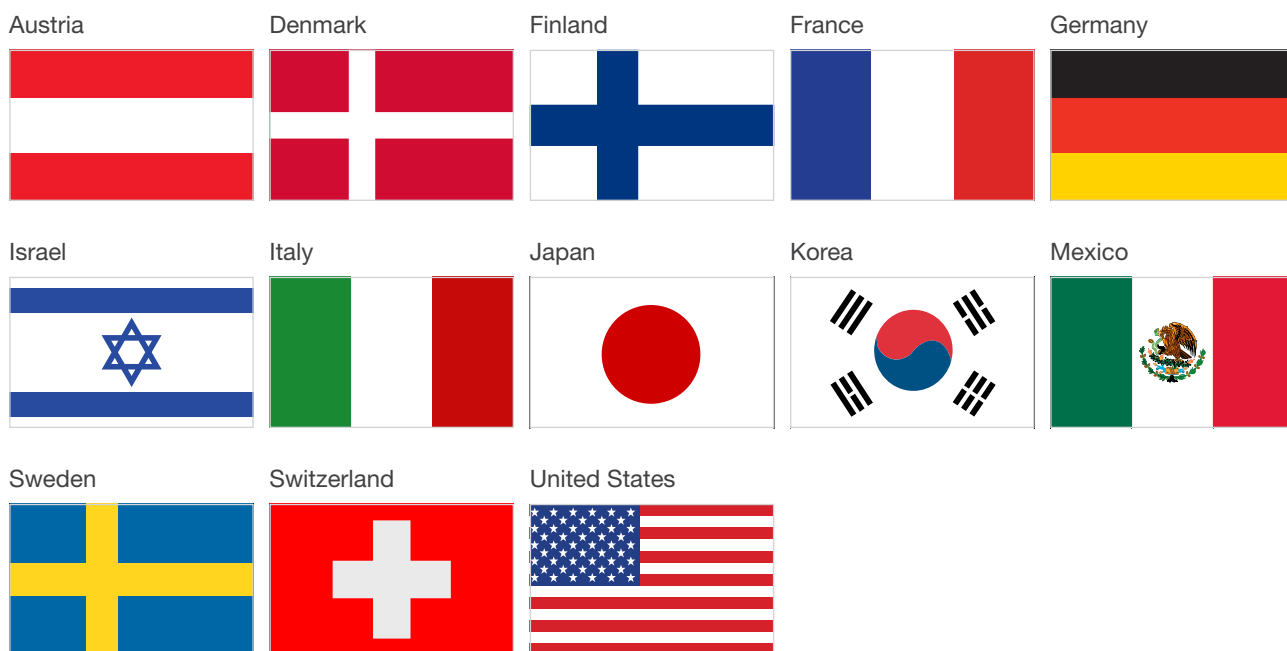 Austria
Denmark
Finland
France
Germany
Israel
Italy
Japan
Korea
Mexico
Sweden
Switzerland
United States